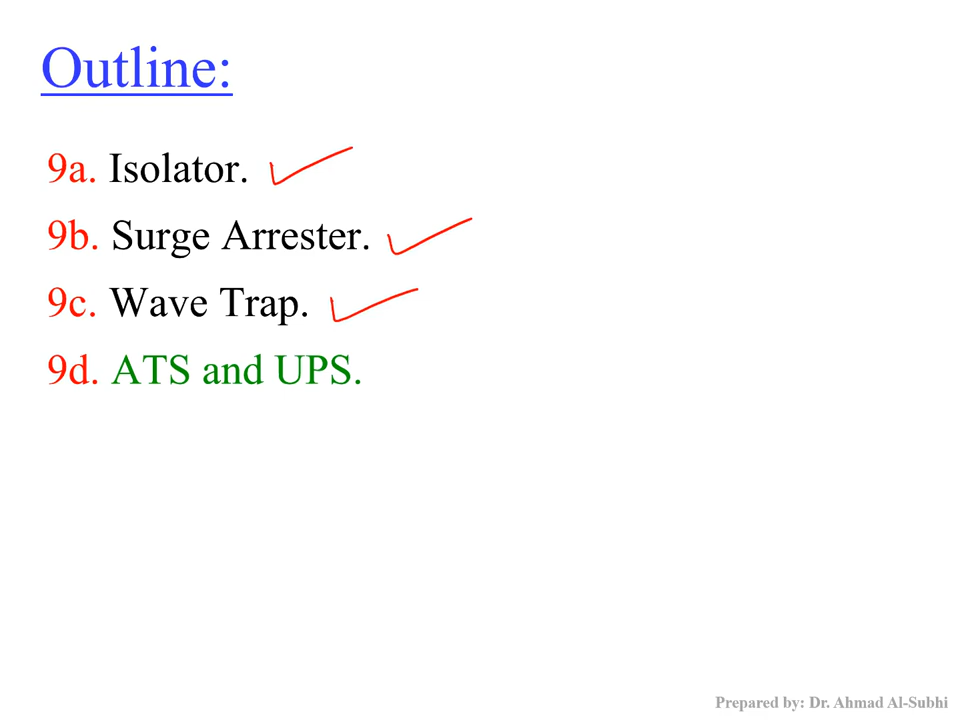 Outline:
9a. Isolator.
9b. Surge Arrester.
9c. Wave Trap.
9d. ATS and UPS.
Prepared by: Dr. Ahmad Al-Subhi